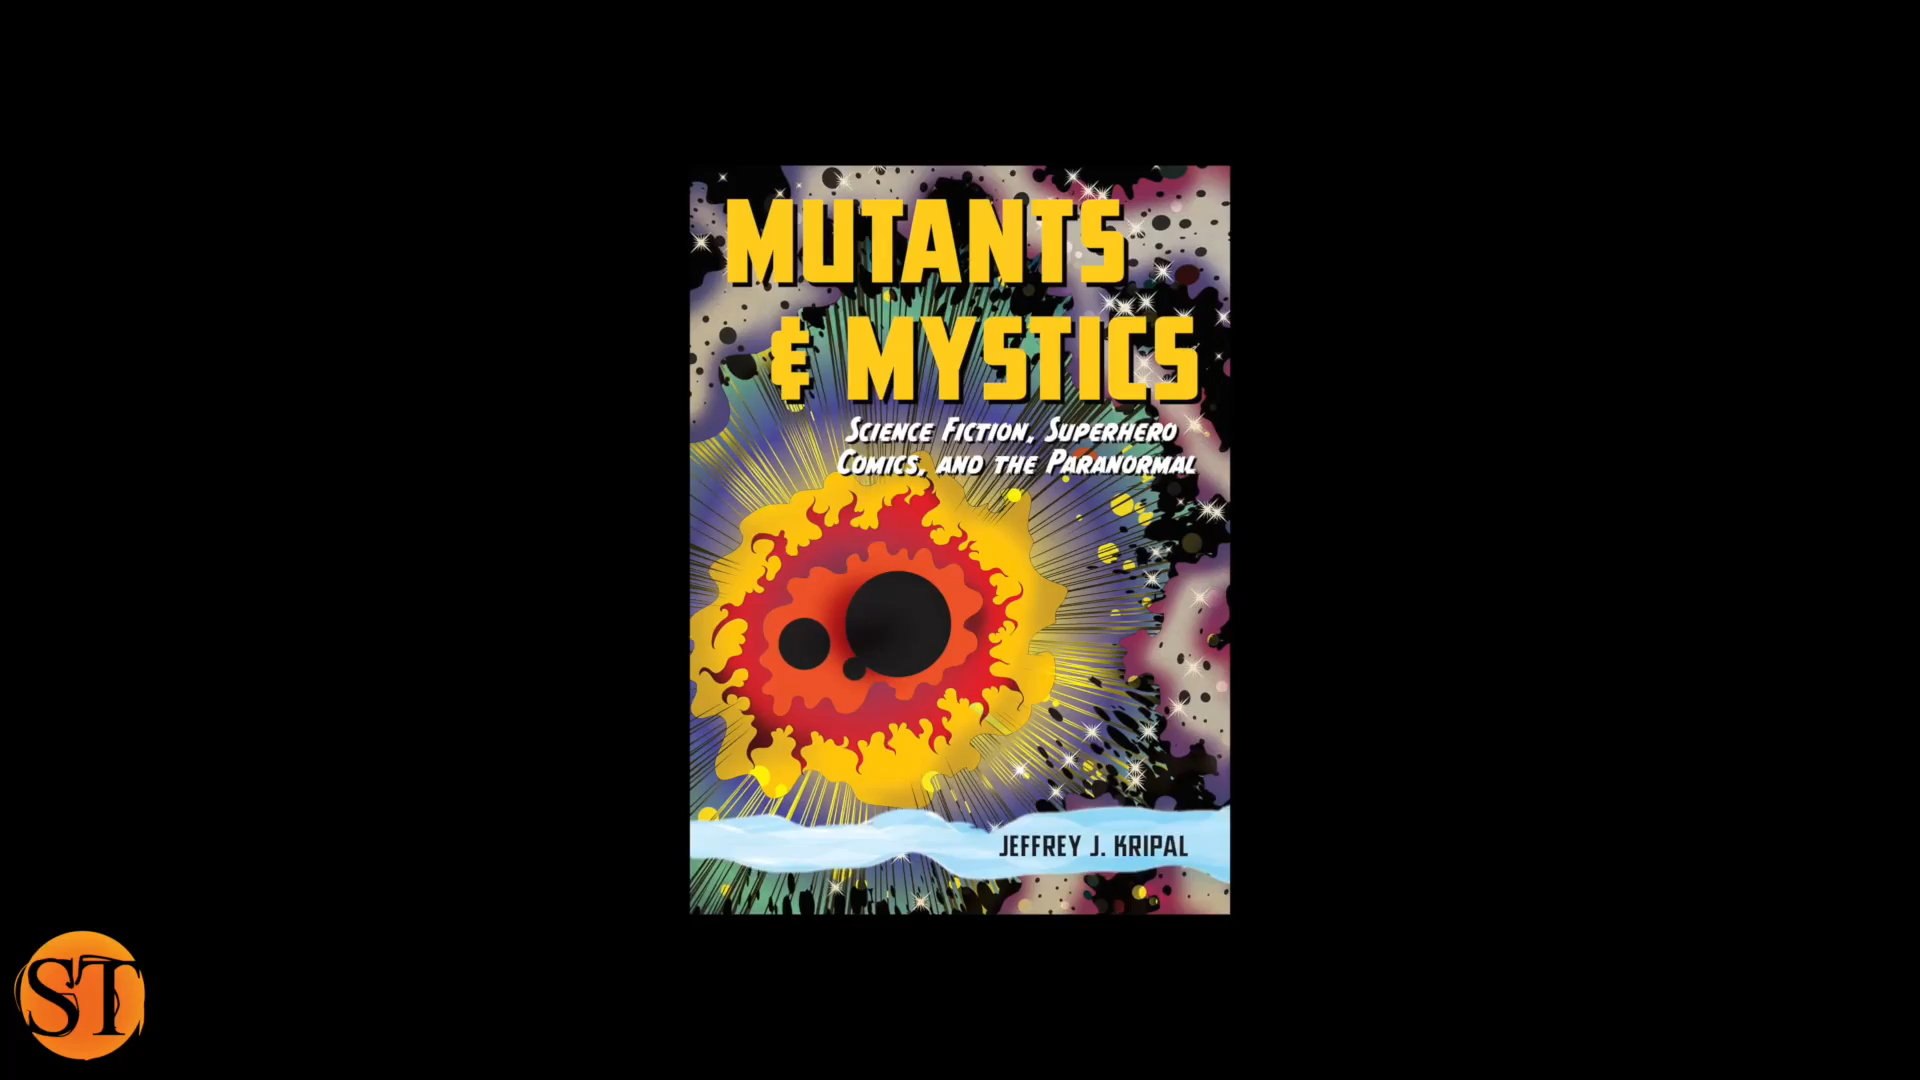 MUTANTS
& MYSTICS
SCIENCE FICTION, SUPERHERO
COMICS, AND THE PARANORMAL
JEFFREY J. KRIPAL
ST